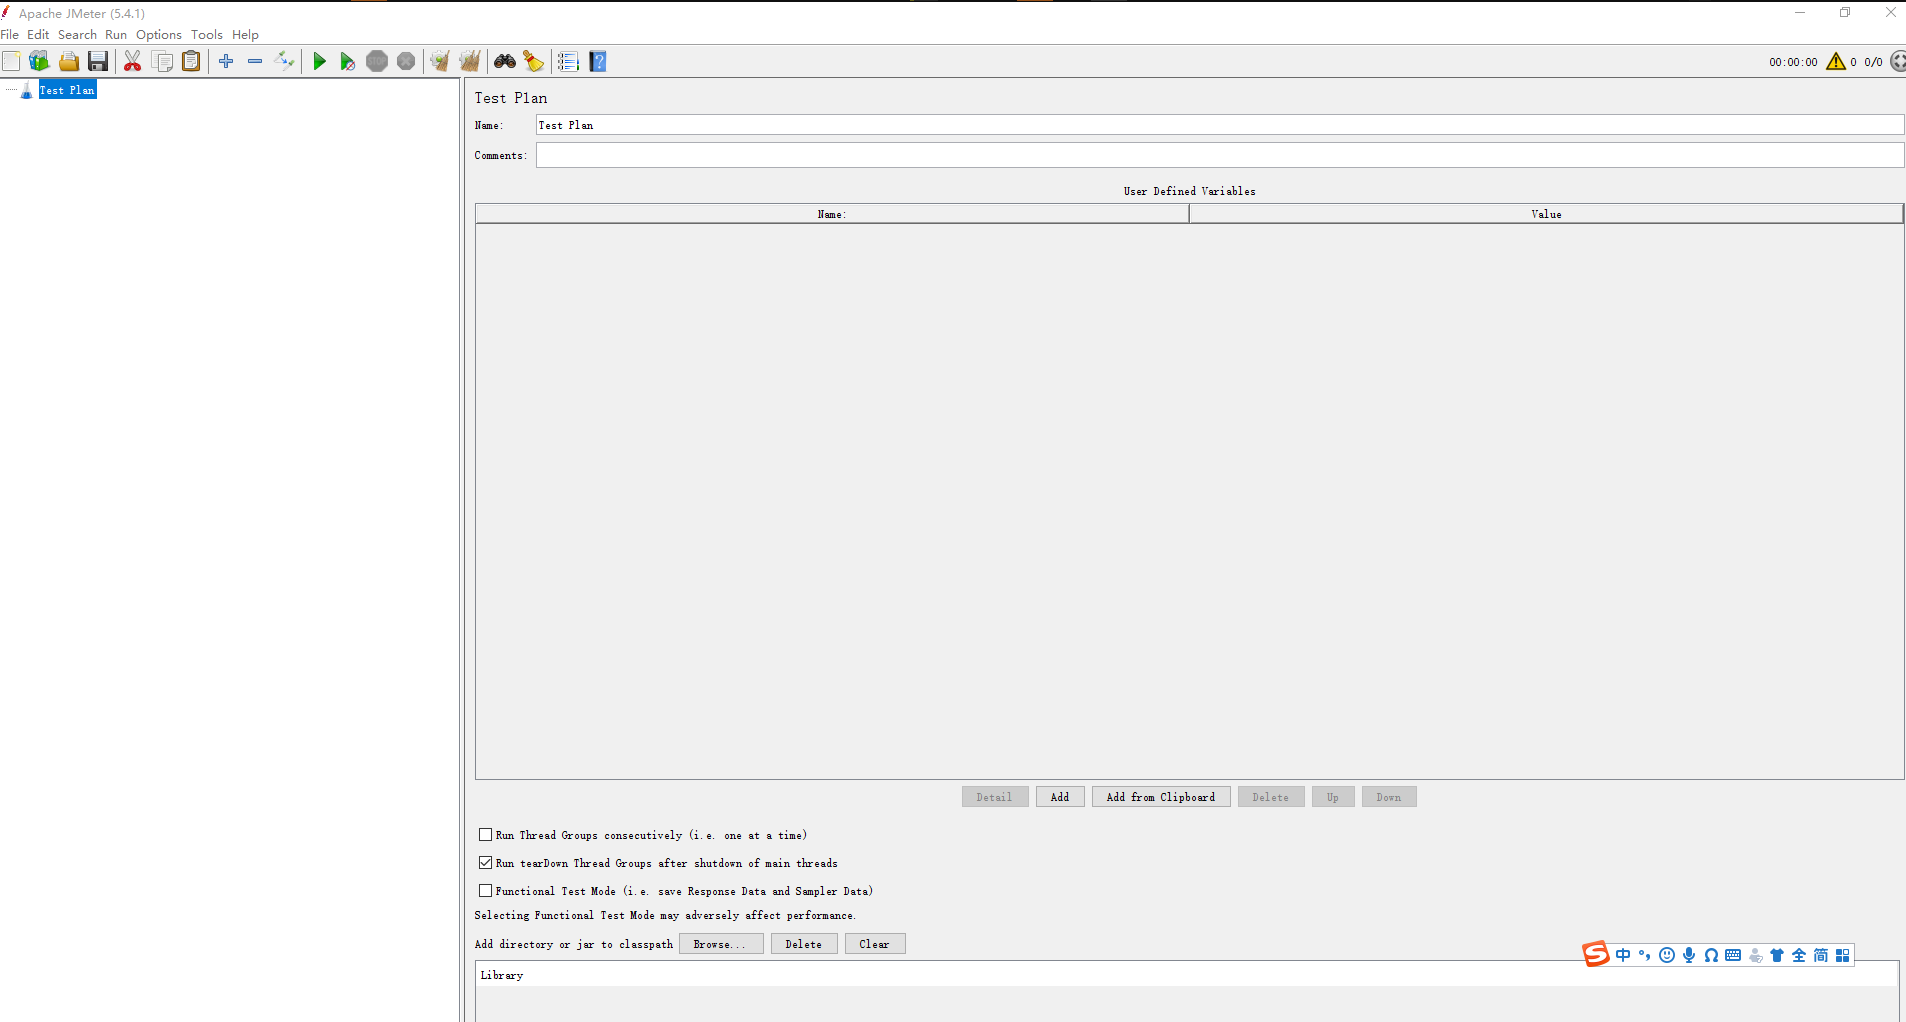 Apache JMeter (5.4.1)
File Edit Search Run Options Tools Help
STOP
00:00:00 0 0/0
Test Plan
Test Plan
Name: Test Plan
Comments:
User Defined Variables
Name: Value
Detail Add Add from Clipboard Delete Up Down
Run Thread Groups consecutively (i.e. one at a time)
Run tearDown Thread Groups after shutdown of main threads
Functional Test Mode (i.e. save Response Data and Sampler Data)
Selecting Functional Test Mode may adversely affect performance.
Add directory or jar to classpath Browse... Delete Clear
S 中 全 简
Library